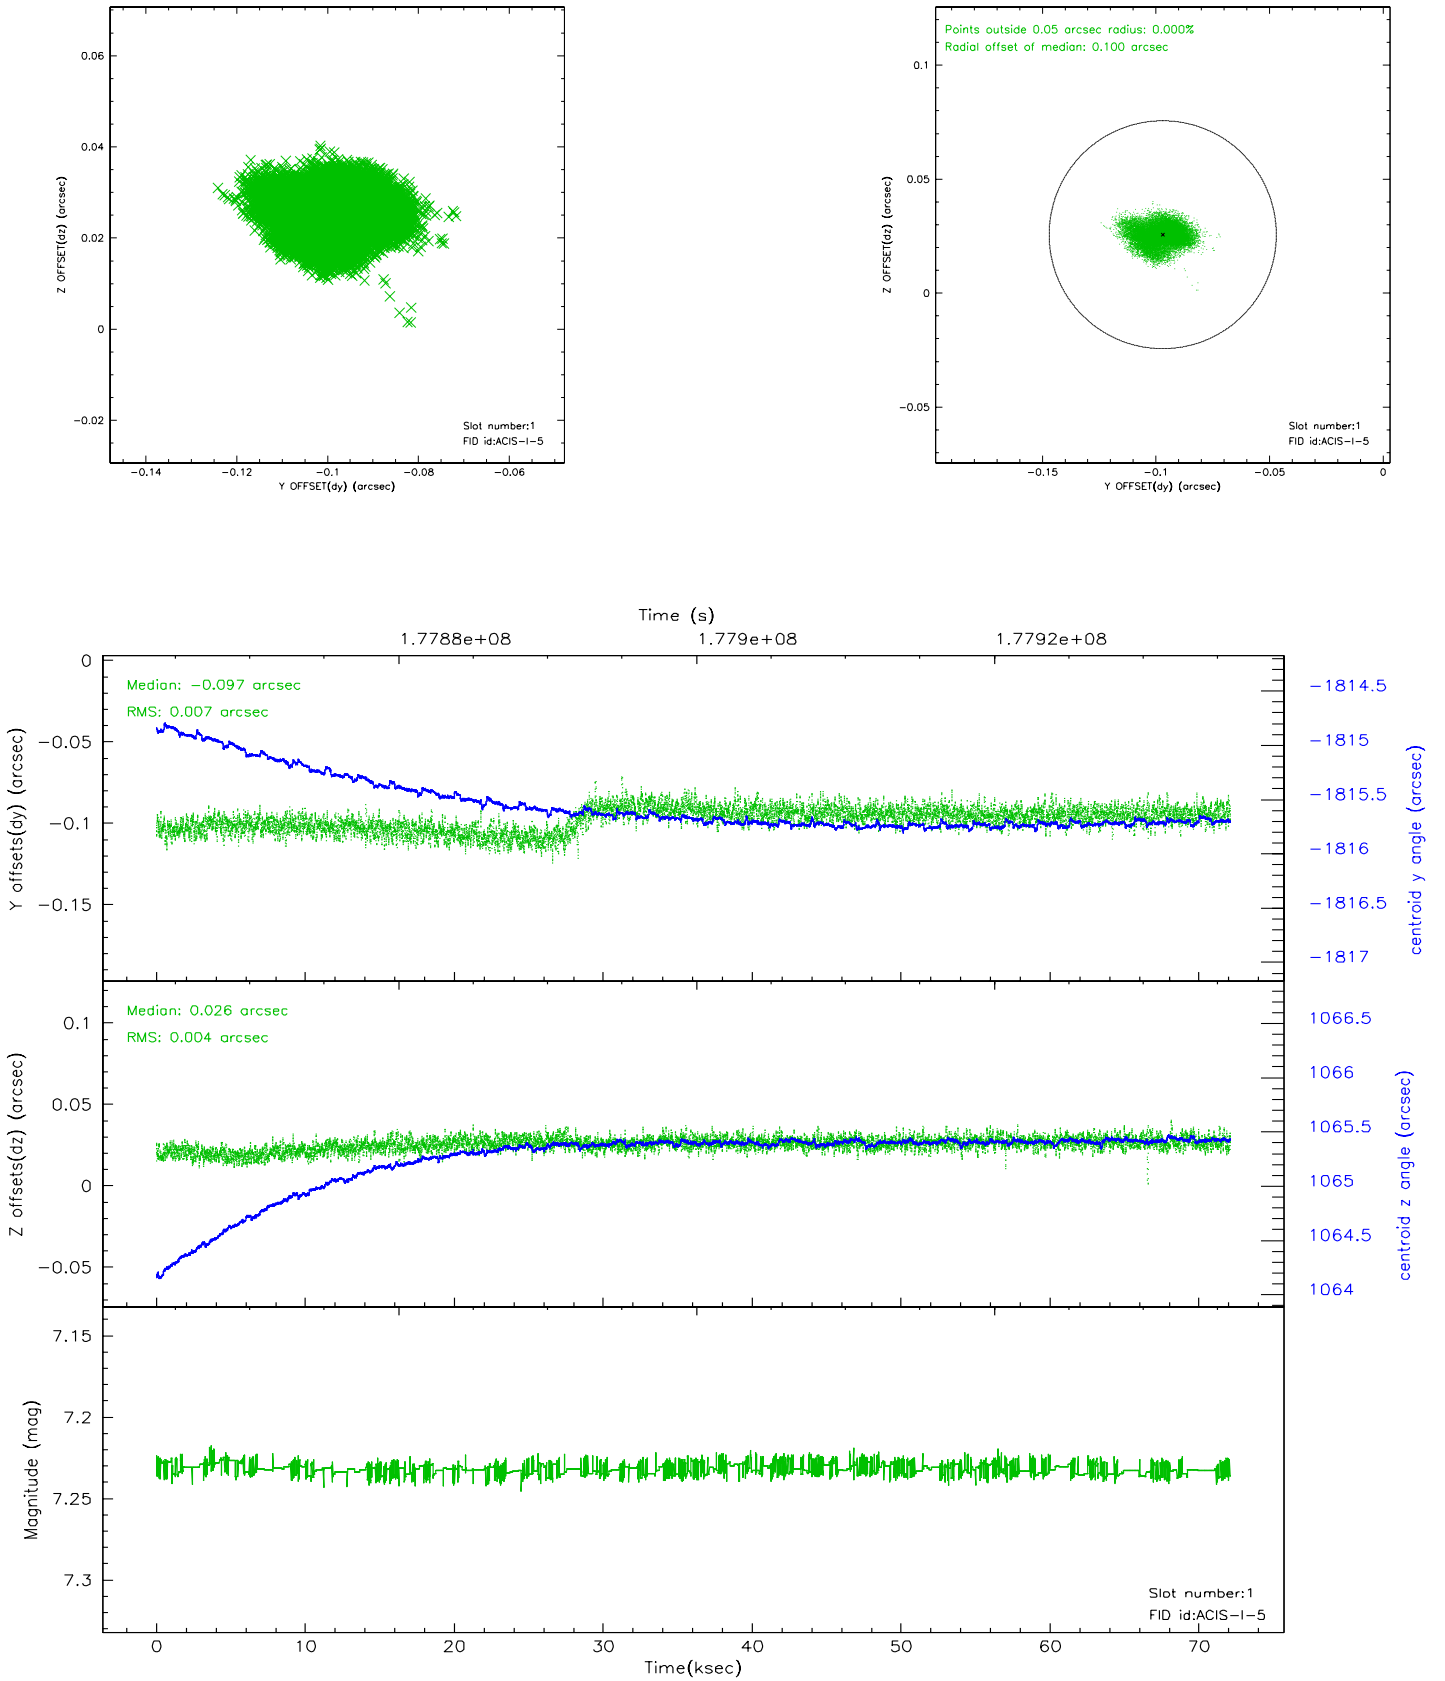 0.06
0.04
0.02
0
−0.02
Z OFFSET(dz) (arcsec)
Slot number:1
FID id:ACIS−I−5
−0.14 −0.12 −0.1 −0.08 −0.06
Y OFFSET(dy) (arcsec)
Points outside 0.05 arcsec radius: 0.000%
Radial offset of median: 0.100 arcsec
0.1
0.05
0
−0.05
Z OFFSET(dz) (arcsec)
Slot number:1
FID id:ACIS−I−5
−0.15 −0.1 −0.05 0
Y OFFSET(dy) (arcsec)
Time (s)
1.7788e+08 1.779e+08 1.7792e+08
Median: −0.097 arcsec
RMS: 0.007 arcsec
0
−0.05
−0.1
−0.15
Y offsets(dy) (arcsec)
−1814.5
−1815
−1815.5
−1816
−1816.5
−1817
centroid y angle (arcsec)
Median: 0.026 arcsec
RMS: 0.004 arcsec
0.1
0.05
0
−0.05
Z offsets(dz) (arcsec)
1066.5
1066
1065.5
1065
1064.5
1064
centroid z angle (arcsec)
7.15
7.2
7.25
7.3
Magnitude (mag)
Slot number:1
FID id:ACIS−I−5
0 10 20 30 40 50 60 70
Time(ksec)